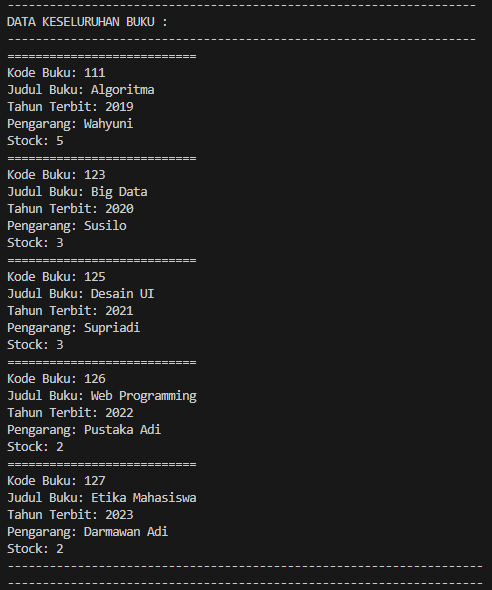 -------------------------------------------------------------------
DATA KESELURUHAN BUKU :
-------------------------------------------------------------------
===========================
Kode Buku: 111
Judul Buku: Algoritma
Tahun Terbit: 2019
Pengarang: Wahyuni
Stock: 5
===========================
Kode Buku: 123
Judul Buku: Big Data
Tahun Terbit: 2020
Pengarang: Susilo
Stock: 3
===========================
Kode Buku: 125
Judul Buku: Desain UI
Tahun Terbit: 2021
Pengarang: Supriadi
Stock: 3
===========================
Kode Buku: 126
Judul Buku: Web Programming
Tahun Terbit: 2022
Pengarang: Pustaka Adi
Stock: 2
===========================
Kode Buku: 127
Judul Buku: Etika Mahasiswa
Tahun Terbit: 2023
Pengarang: Darmawan Adi
Stock: 2
--------------------------------------------------------------------
--------------------------------------------------------------------